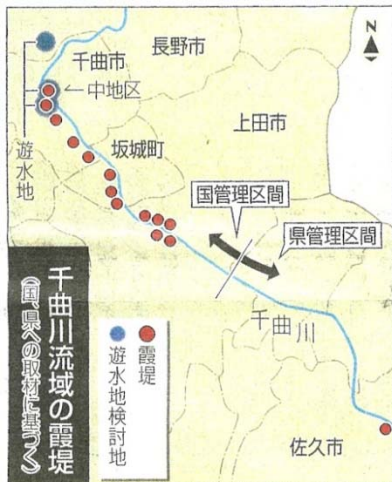 N
長野市
千曲市
←中地区
坂城町
上田市
遊水地
国管理区間
県管理区間
千曲川
佐久市
千曲川流域の霞堤
(国、県への取材に基づく)
霞堤
遊水地検討地